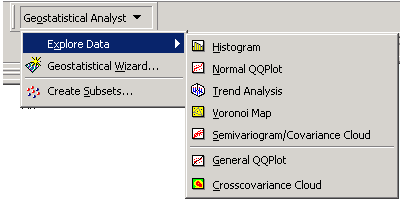 Geostatistical Analyst
Explore Data
Geostatistical Wizard...
Create Subsets...
Histogram
Normal QQPlot
Trend Analysis
Voronoi Map
Semivariogram/Covariance Cloud
General QQPlot
Crosscovariance Cloud